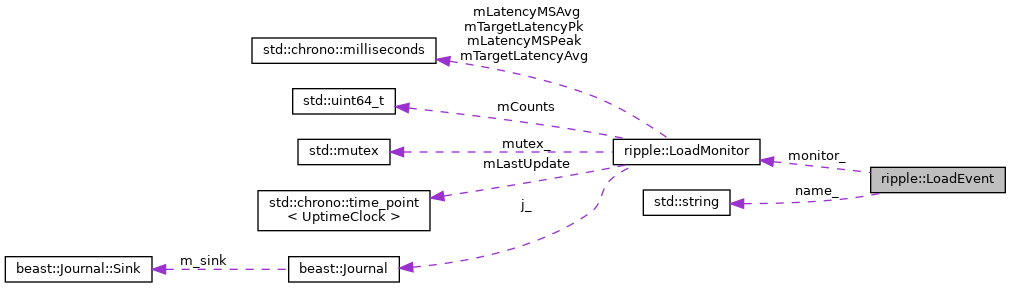 mLatencyMSAvg
mTargetLatencyPk
mLatencyMSPeak
mTargetLatencyAvg
std::chrono::milliseconds
std::uint64_t
mCounts
std::mutex
mutex_
ripple::LoadMonitor
monitor_
ripple::LoadEvent
mLastUpdate
std::chrono::time_point
< UptimeClock >
j_
std::string
name_
beast::Journal::Sink
m_sink
beast::Journal